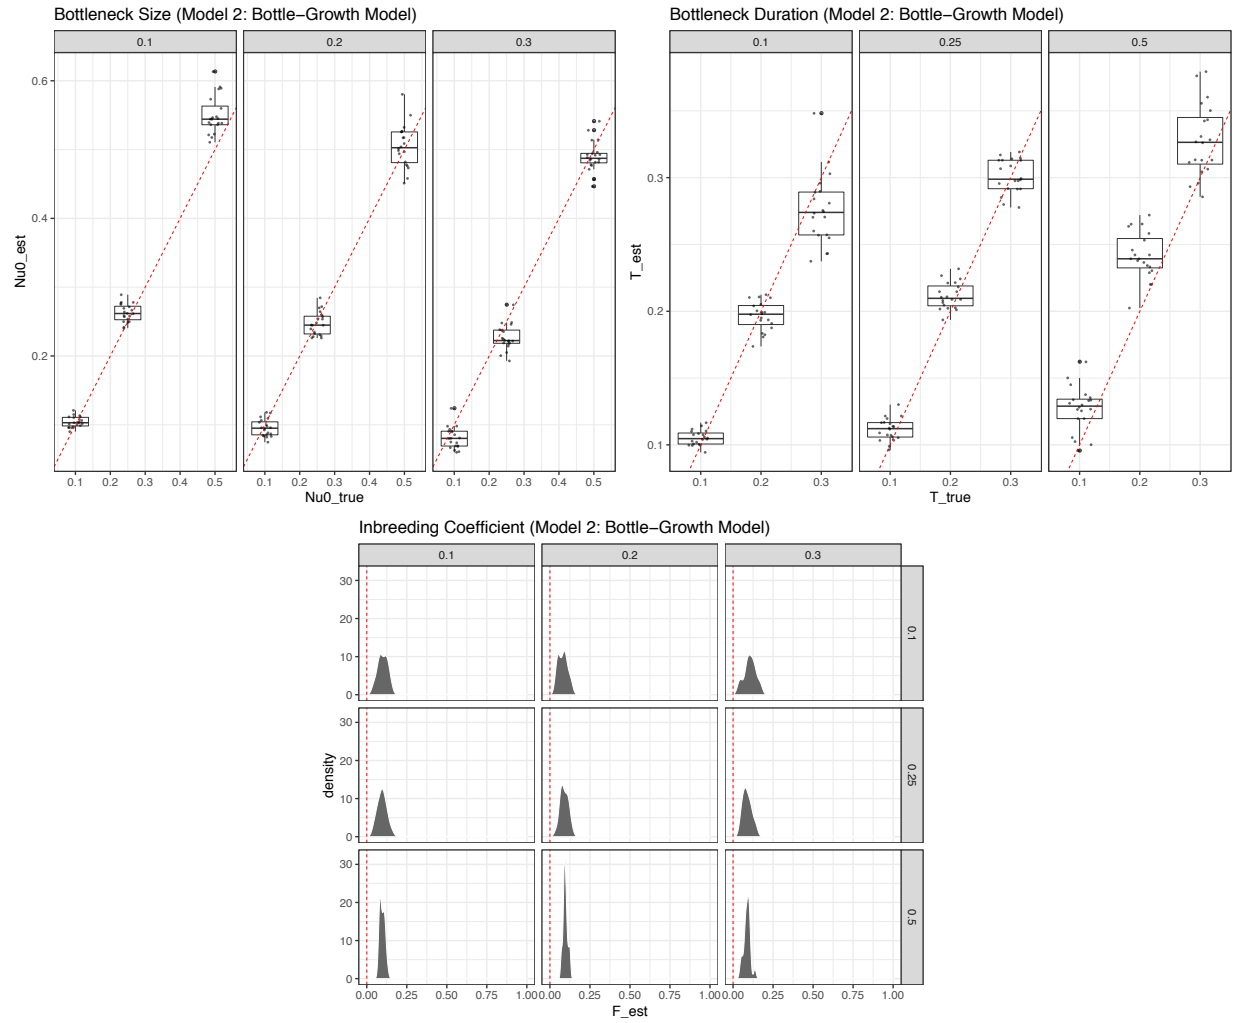 Bottleneck Size (Model 2: Bottle−Growth Model)
0.1 0.2 0.3
0.6
0.4
0.2
Nu0_est
0.1 0.2 0.3 0.4 0.5 0.1 0.2 0.3 0.4 0.5 0.1 0.2 0.3 0.4 0.5
Nu0_true
Bottleneck Duration (Model 2: Bottle−Growth Model)
0.1 0.25 0.5
0.3
0.2
0.1
T_est
0.1 0.2 0.3 0.1 0.2 0.3 0.1 0.2 0.3
T_true
Inbreeding Coefficient (Model 2: Bottle−Growth Model)
0.1 0.2 0.3
30
20
10
0
0.1
30
20
10
0
0.25
30
20
10
0
0.5
density
0.00 0.25 0.50 0.75 1.00 0.00 0.25 0.50 0.75 1.00 0.00 0.25 0.50 0.75 1.00
F_est